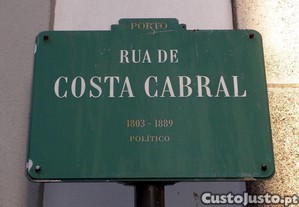 PORTO
RUA DE
COSTA CABRAL
1803 - 1889
POLÍTICO
CustoJusto.pt